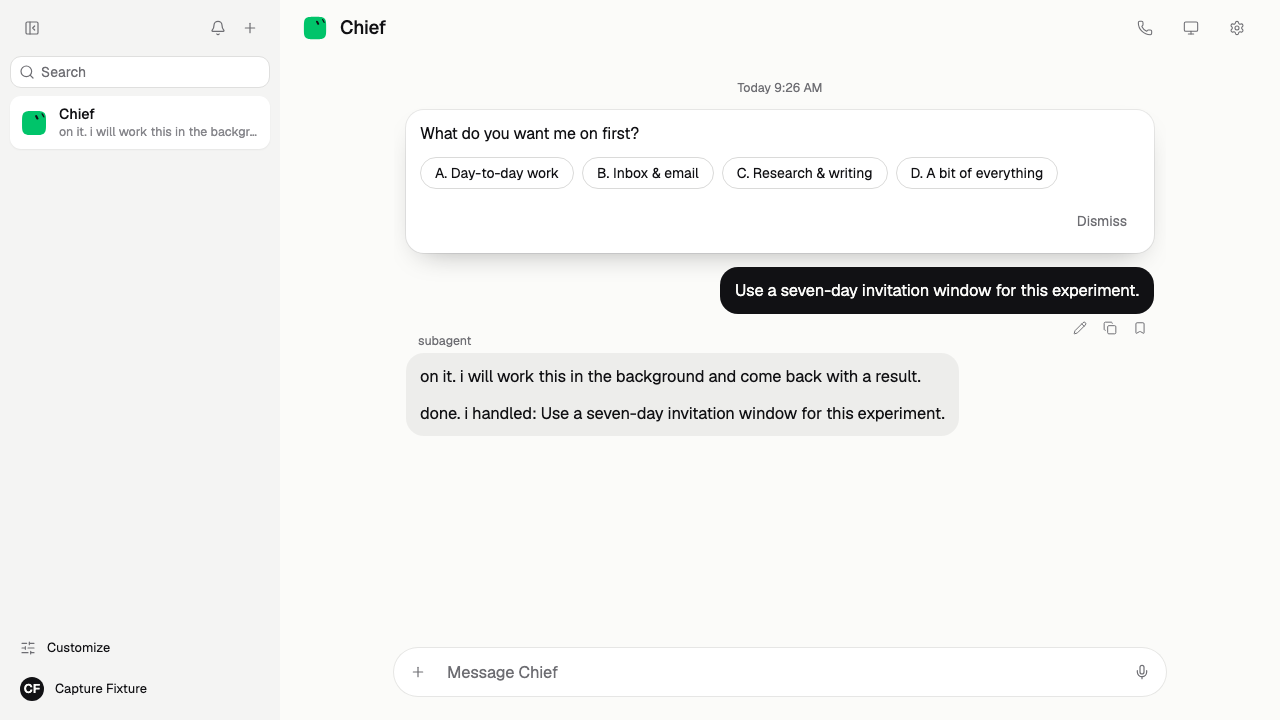 Chief
Search
Chief
on it. i will work this in the backgr...
Today 9:26 AM
What do you want me on first?
A. Day-to-day work
B. Inbox & email
C. Research & writing
D. A bit of everything
Dismiss
Use a seven-day invitation window for this experiment.
subagent
on it. i will work this in the background and come back with a result.
done. i handled: Use a seven-day invitation window for this experiment.
Customize
CF
Capture Fixture
Message Chief